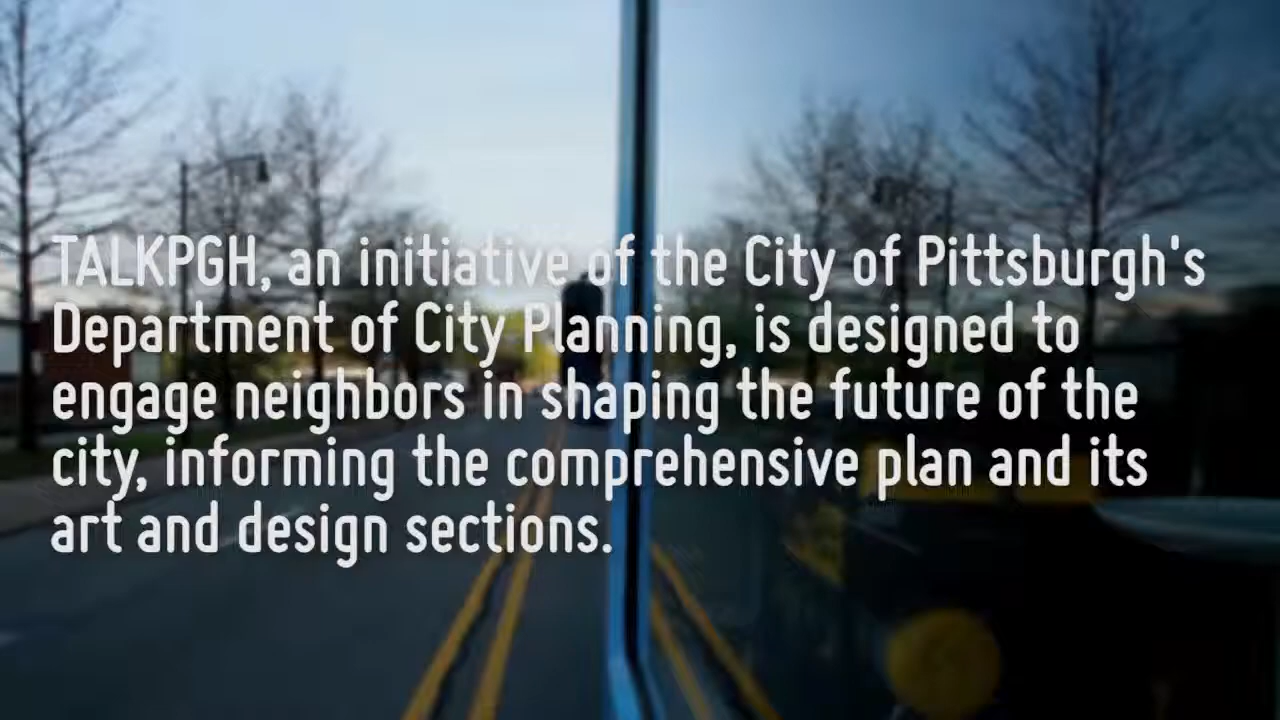 TALKPGH, an initiative of the City of Pittsburgh's
Department of City Planning, is designed to
engage neighbors in shaping the future of the
city, informing the comprehensive plan and its
art and design sections.